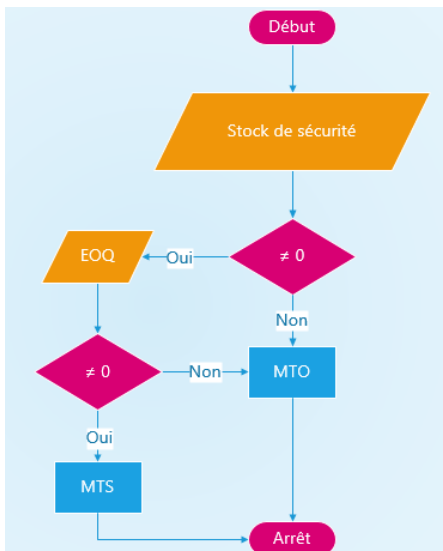 Début
Stock de sécurité
EOQ
Oui
≠ 0
Non
≠ 0
Non
MTO
Oui
MTS
Arrêt